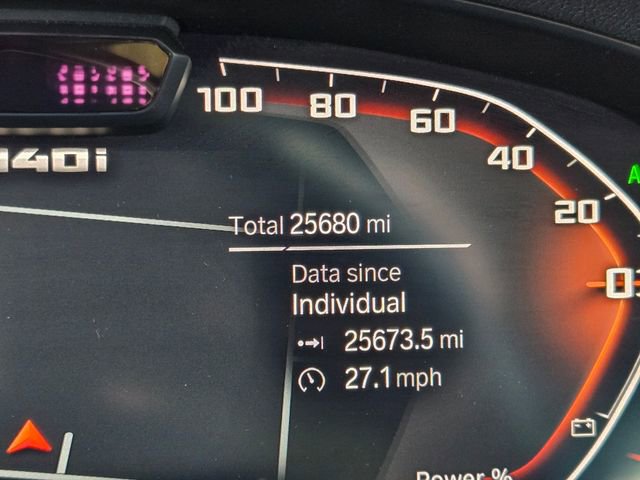 100 80 60 40 20 0
140i
Total 25680 mi
Data since
Individual
25673.5 mi
27.1 mph
Power %